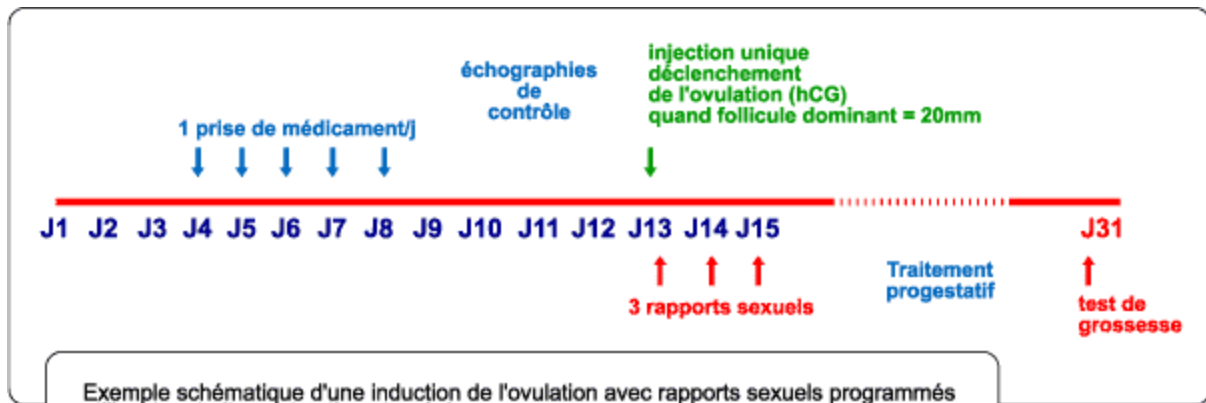 injection unique
déclenchement
de l'ovulation (hCG)
quand follicule dominant = 20mm
échographies
de
contrôle
1 prise de médicament/j
J1 J2 J3 J4 J5 J6 J7 J8 J9 J10 J11 J12 J13 J14 J15 J31
3 rapports sexuels
Traitement
progestatif
test de
grossesse
Exemple schématique d'une induction de l'ovulation avec rapports sexuels programmés